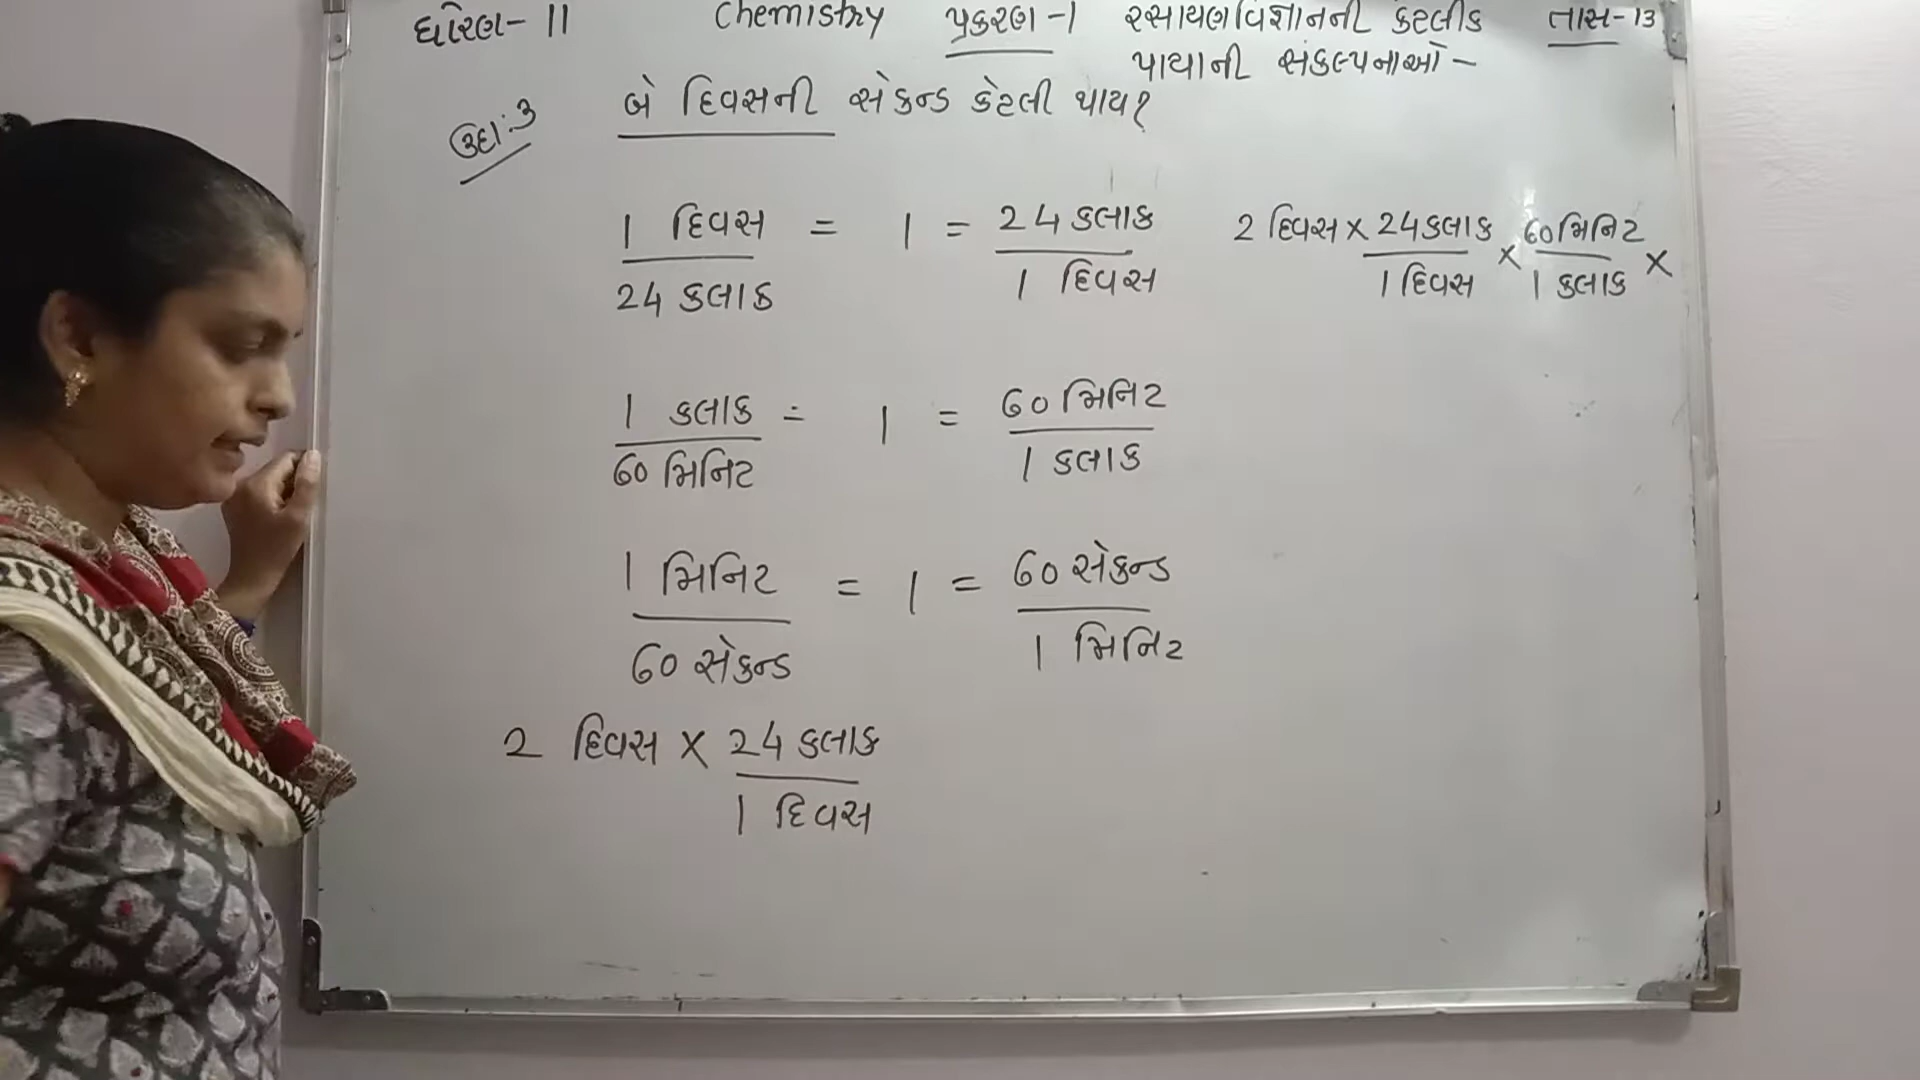 ધોરણ - 11 Chemistry પ્રકરણ - 1 રસાયણવિજ્ઞાનની કેટલીક તાસ - 13
પાયાની સંકલ્પનાઓ -
ઉદા:3 બે દિવસની સેકન્ડ કેટલી થાય?
1 દિવસ / 24 કલાક = 1 = 24 કલાક / 1 દિવસ
2 દિવસ × 24 કલાક / 1 દિવસ × 60 મિનિટ / 1 કલાક ×
1 કલાક / 60 મિનિટ = 1 = 60 મિનિટ / 1 કલાક
1 મિનિટ / 60 સેકન્ડ = 1 = 60 સેકન્ડ / 1 મિનિટ
2 દિવસ × 24 કલાક / 1 દિવસ